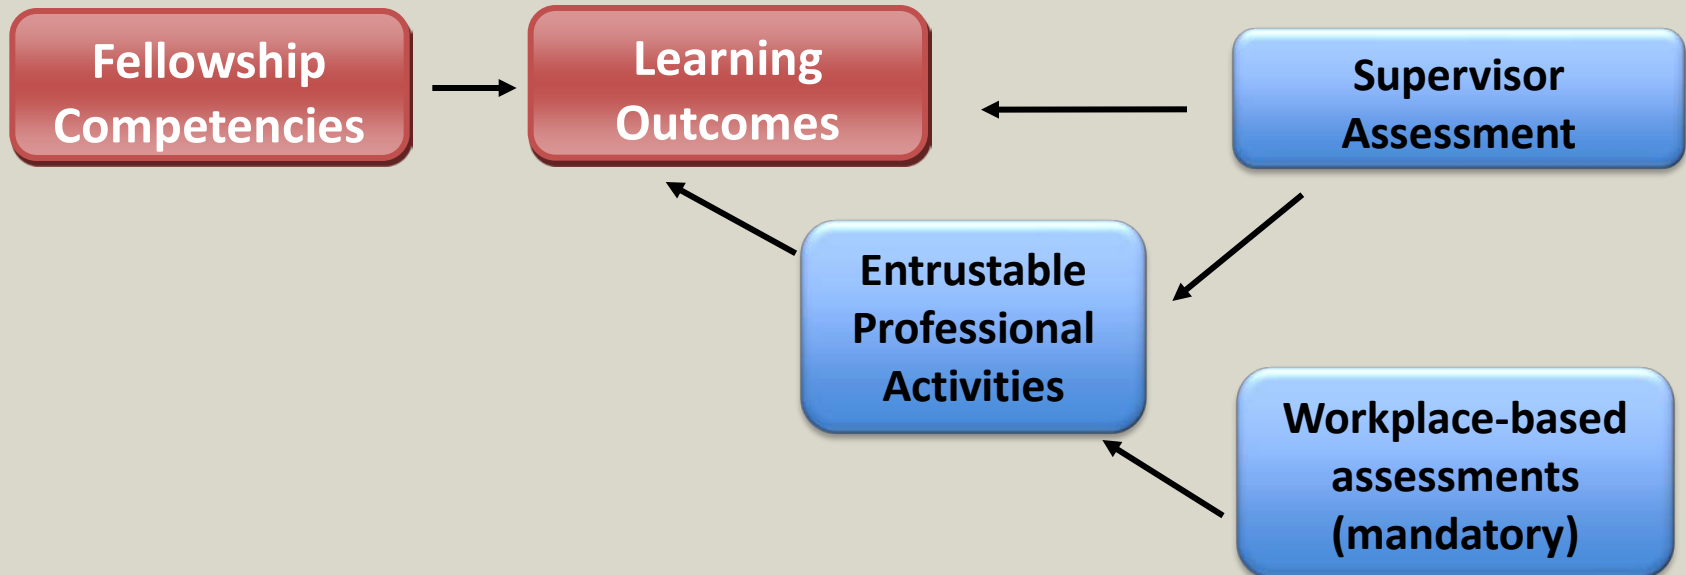 Fellowship
Competencies
Learning
Outcomes
Supervisor
Assessment
Entrustable
Professional
Activities
Workplace-based
assessments
(mandatory)